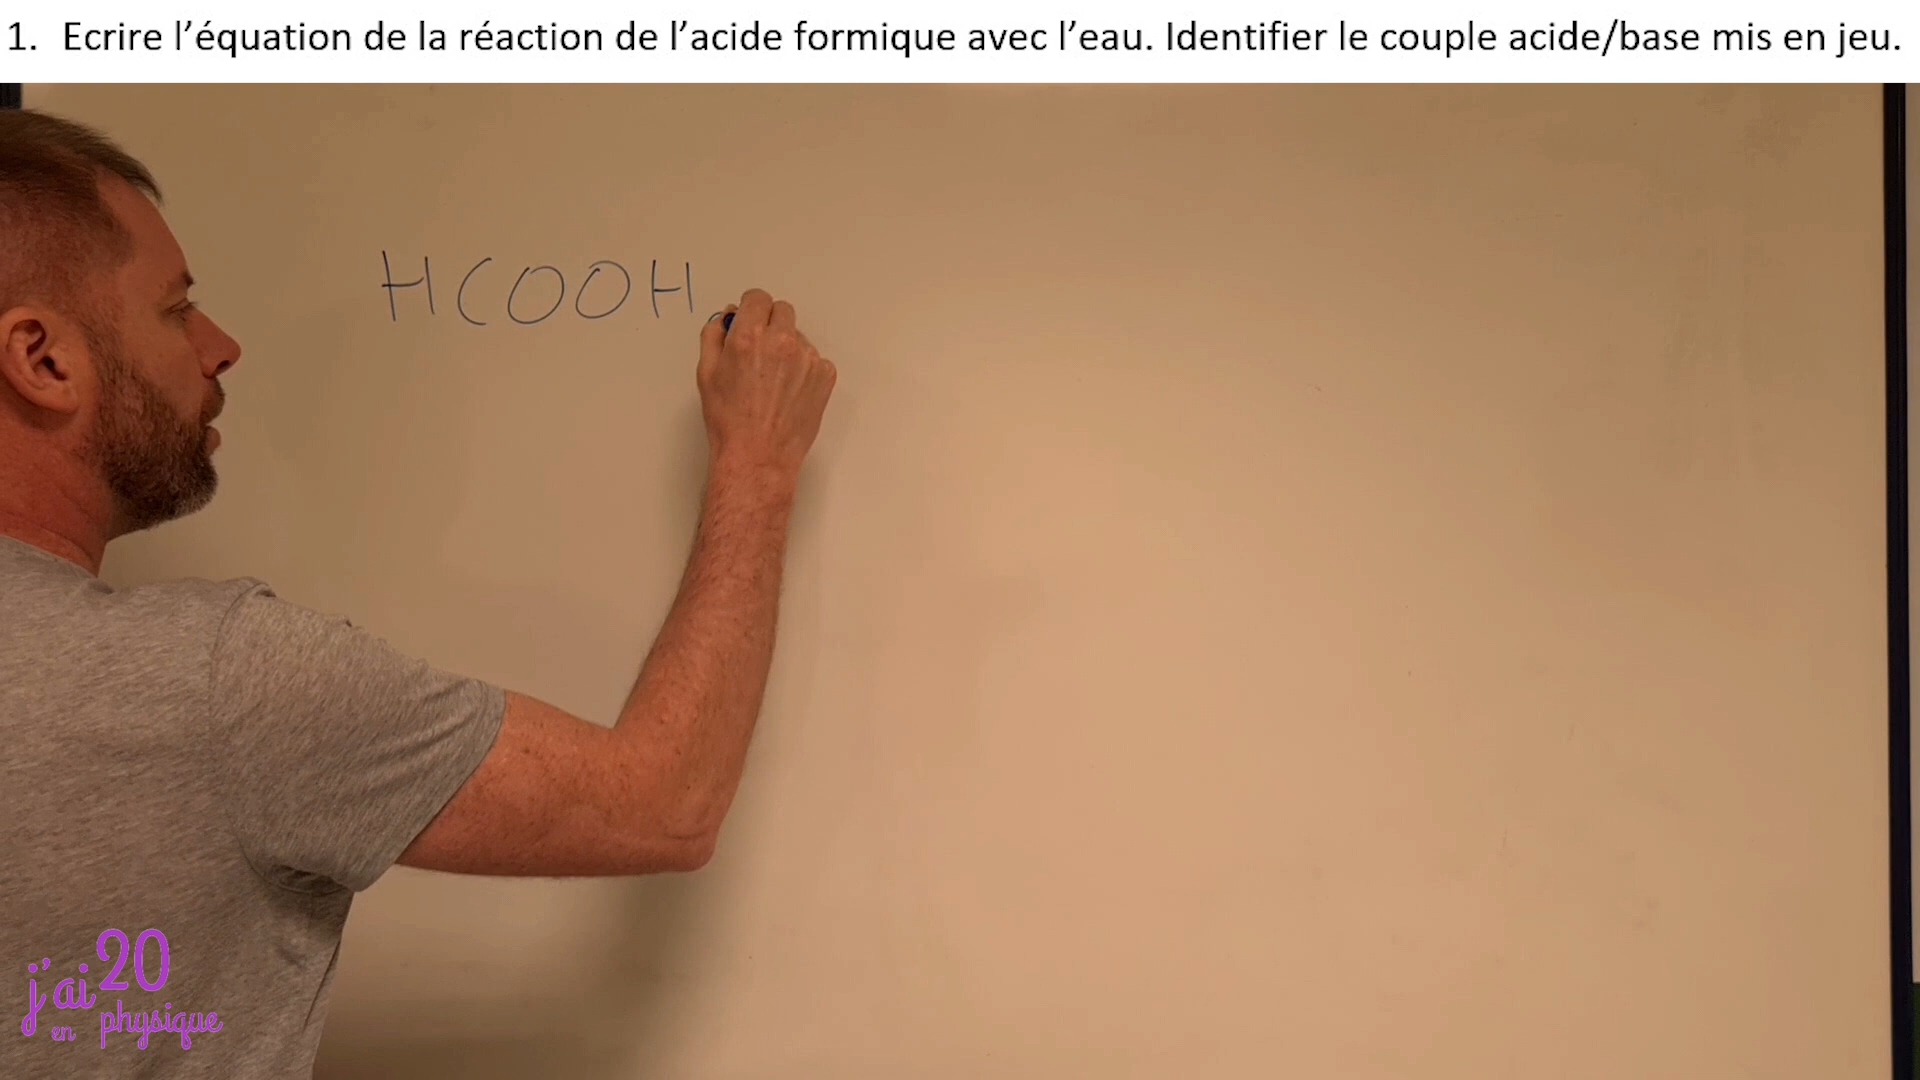 1. Ecrire l’équation de la réaction de l’acide formique avec l’eau. Identifier le couple acide/base mis en jeu.
HCOOH
j’ai 20
en physique